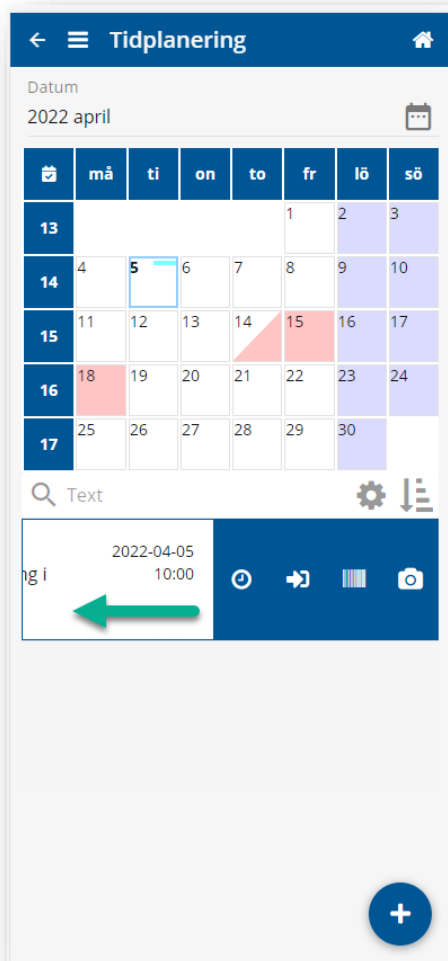 Tidplanering
Datum
2022 april
må ti on to fr lö sö
13 1 2 3
14 4 5 6 7 8 9 10
15 11 12 13 14 15 16 17
16 18 19 20 21 22 23 24
17 25 26 27 28 29 30
Text
2022-04-05
ng i 10:00